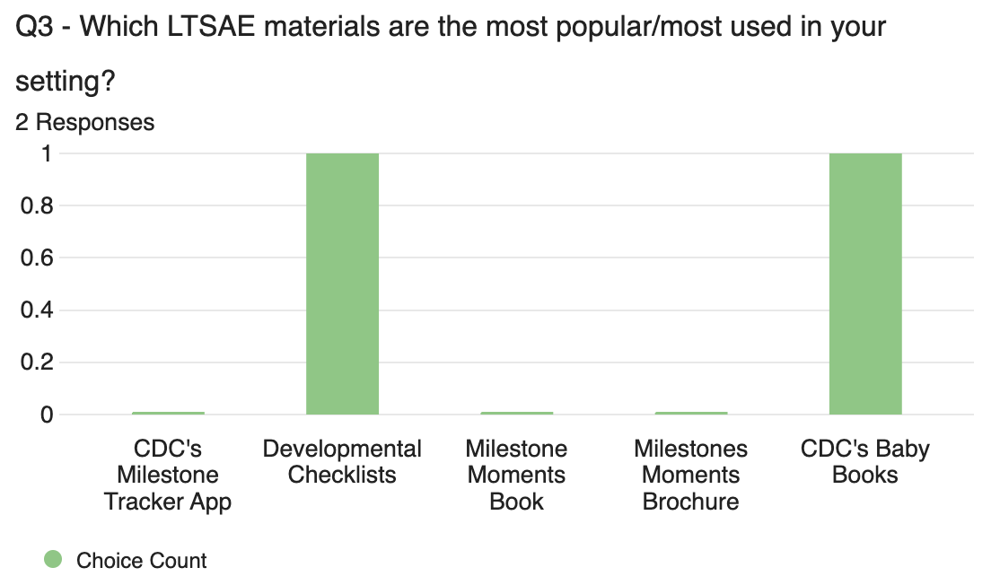 Q3 - Which LTSAE materials are the most popular/most used in your
setting?
2 Responses
1
0.8
0.6
0.4
0.2
0
CDC's
Milestone
Tracker App
Developmental
Checklists
Milestone
Moments
Book
Milestones
Moments
Brochure
CDC's Baby
Books
Choice Count